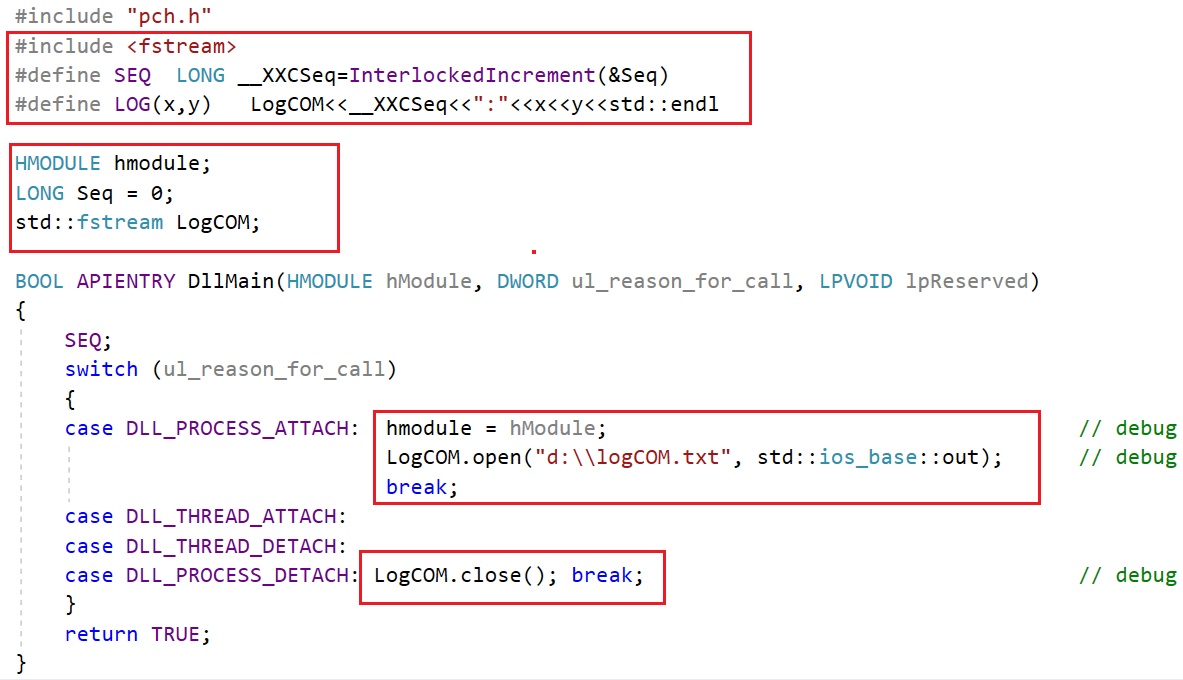 #include "pch.h"
#include <fstream>
#define SEQ  LONG __XXCSeq=InterlockedIncrement(&Seq)
#define LOG(x,y)   LogCOM<<__XXCSeq<<":"<<x<<y<<std::endl
HMODULE hmodule;
LONG Seq = 0;
std::fstream LogCOM;
BOOL APIENTRY DllMain(HMODULE hModule, DWORD ul_reason_for_call, LPVOID lpReserved)
{
    SEQ;
    switch (ul_reason_for_call)
    {
    case DLL_PROCESS_ATTACH:  hmodule = hModule;                                       // debug
                              LogCOM.open("d:\\logCOM.txt", std::ios_base::out);      // debug
                              break;
    case DLL_THREAD_ATTACH:
    case DLL_THREAD_DETACH:
    case DLL_PROCESS_DETACH: LogCOM.close(); break;                                    // debug
    }
    return TRUE;
}